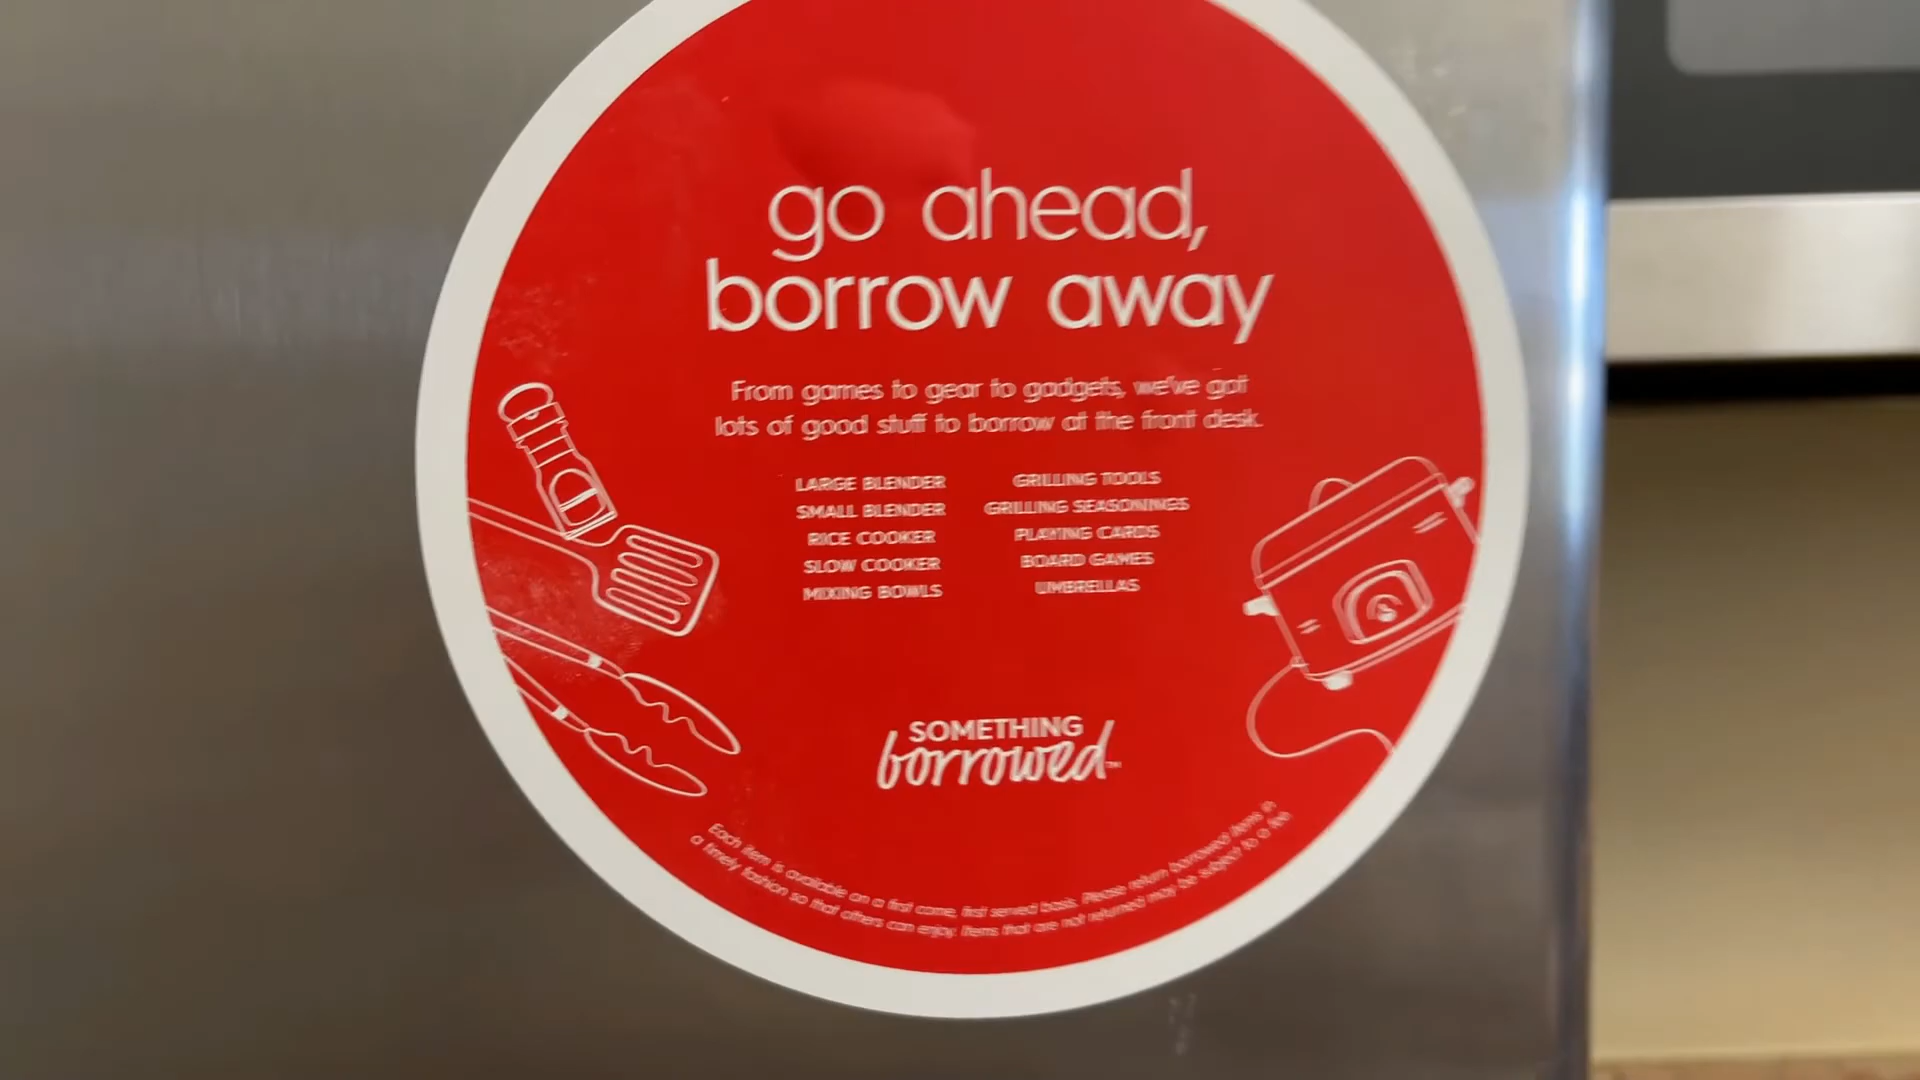 go ahead,
borrow away
From games to gear to gadgets, we've got
lots of good stuff to borrow at the front desk.
LARGE BLENDER
SMALL BLENDER
RICE COOKER
SLOW COOKER
MIXING BOWLS
GRILLING TOOLS
GRILLING SEASONINGS
PLAYING CARDS
BOARD GAMES
UMBRELLAS
SOMETHING
borrowed™
Each item is available on a first come, first served basis. Please return borrowed items in
a timely fashion so that others can enjoy. Items that are not returned may be subject to a fee.